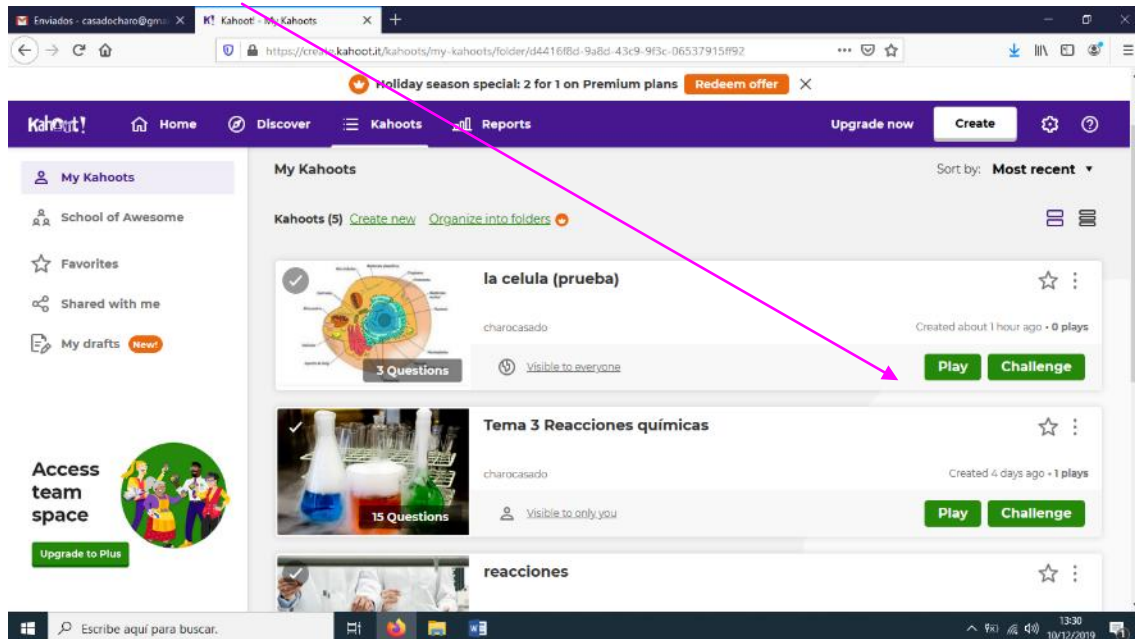 Enviados - casadocharo@gma
K! Kahoot! - My Kahoots
https://create.kahoot.it/kahoots/my-kahoots/folder/d4416f8d-9a8d-43c9-9f3c-06537915ff92
Holiday season special: 2 for 1 on Premium plans Redeem offer
Kahoot! Home Discover Kahoots Reports Upgrade now Create
My Kahoots
School of Awesome
Favorites
Shared with me
My drafts New!
Access
team
space
Upgrade to Plus
My Kahoots Sort by: Most recent
Kahoots (5) Create new Organize into folders
la celula (prueba)
charocasado Created about 1 hour ago • 0 plays
3 Questions Visible to everyone Play Challenge
Tema 3 Reacciones químicas
charocasado Created 4 days ago • 1 plays
15 Questions Visible to only you Play Challenge
reacciones
Escribe aquí para buscar.
13:30
10/12/2019